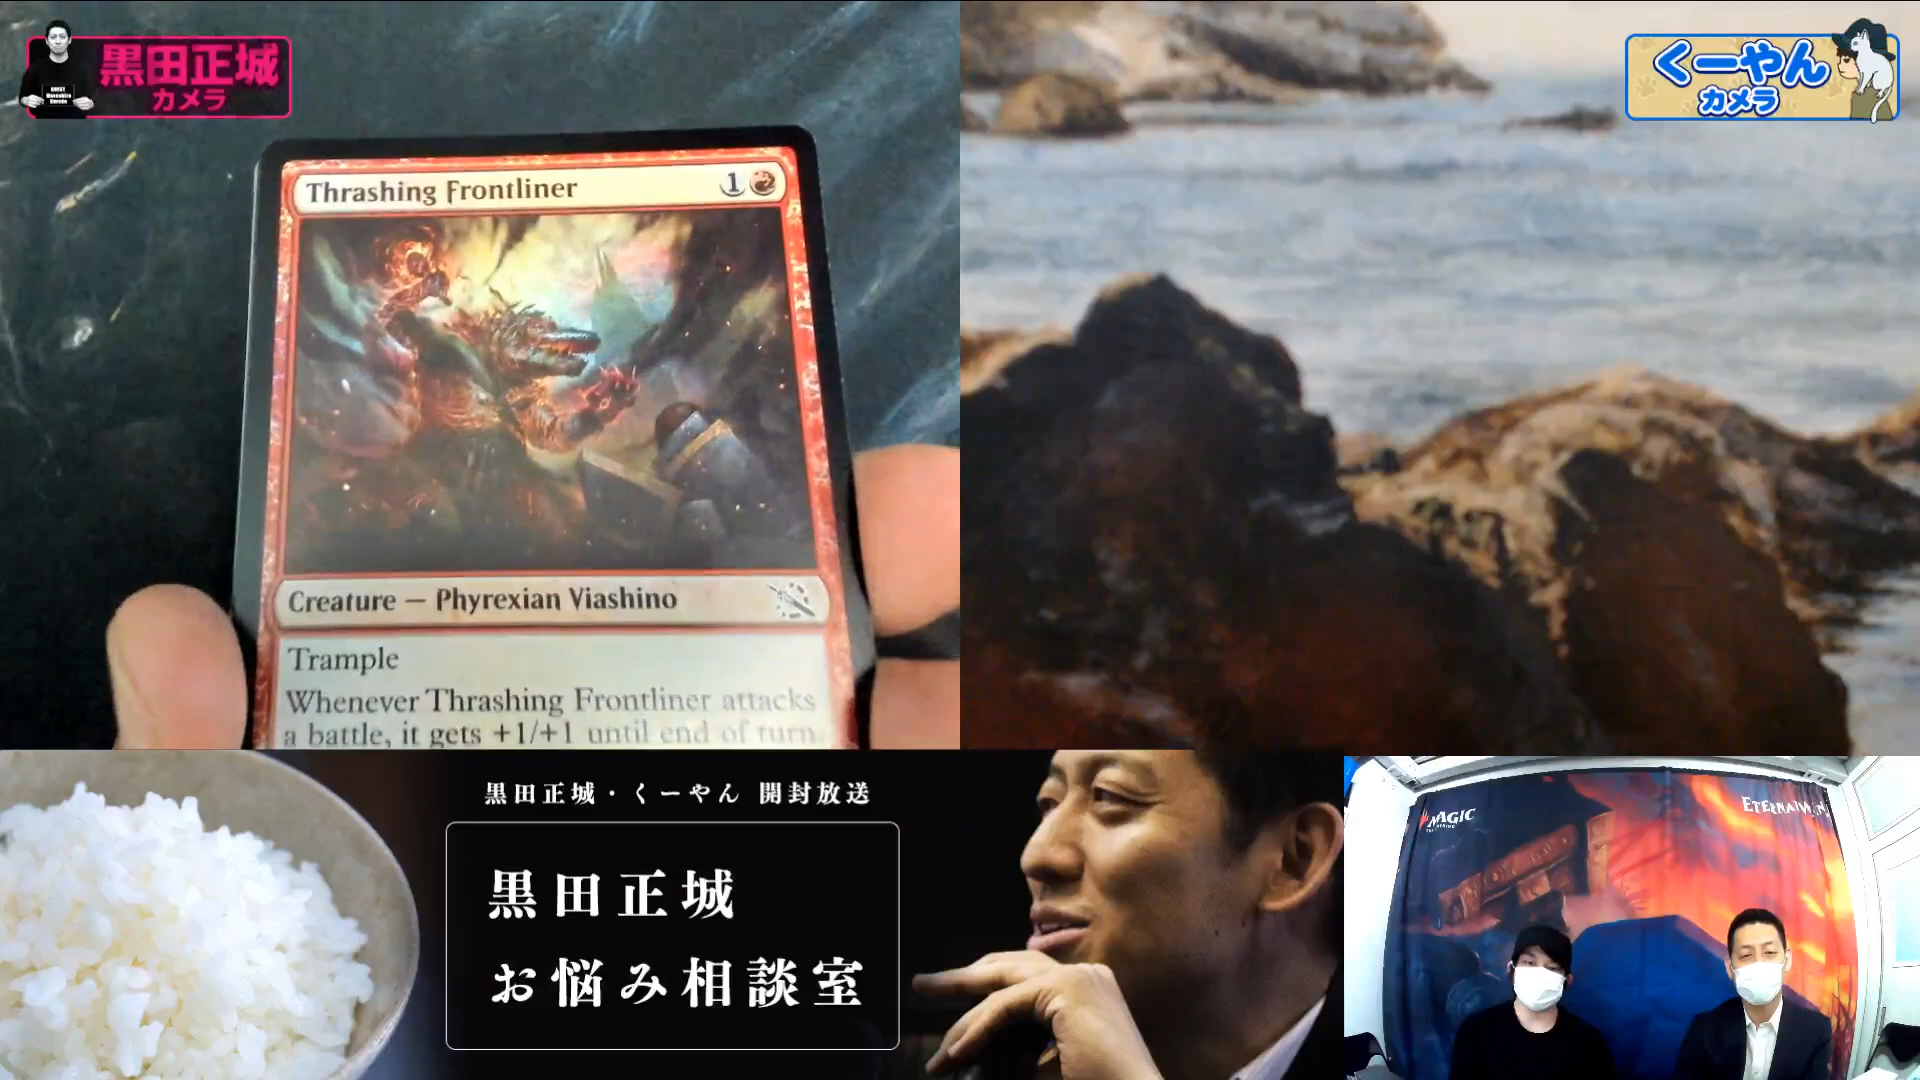 黒田正城
カメラ
GUEST
Masashiro
Kuroda
くーやん
カメラ
Thrashing Frontliner
1
Creature — Phyrexian Viashino
Trample
Whenever Thrashing Frontliner attacks
a battle, it gets +1/+1 until end of turn.
黒田正城・くーやん 開封放送
黒田正城
お悩み相談室
MAGIC